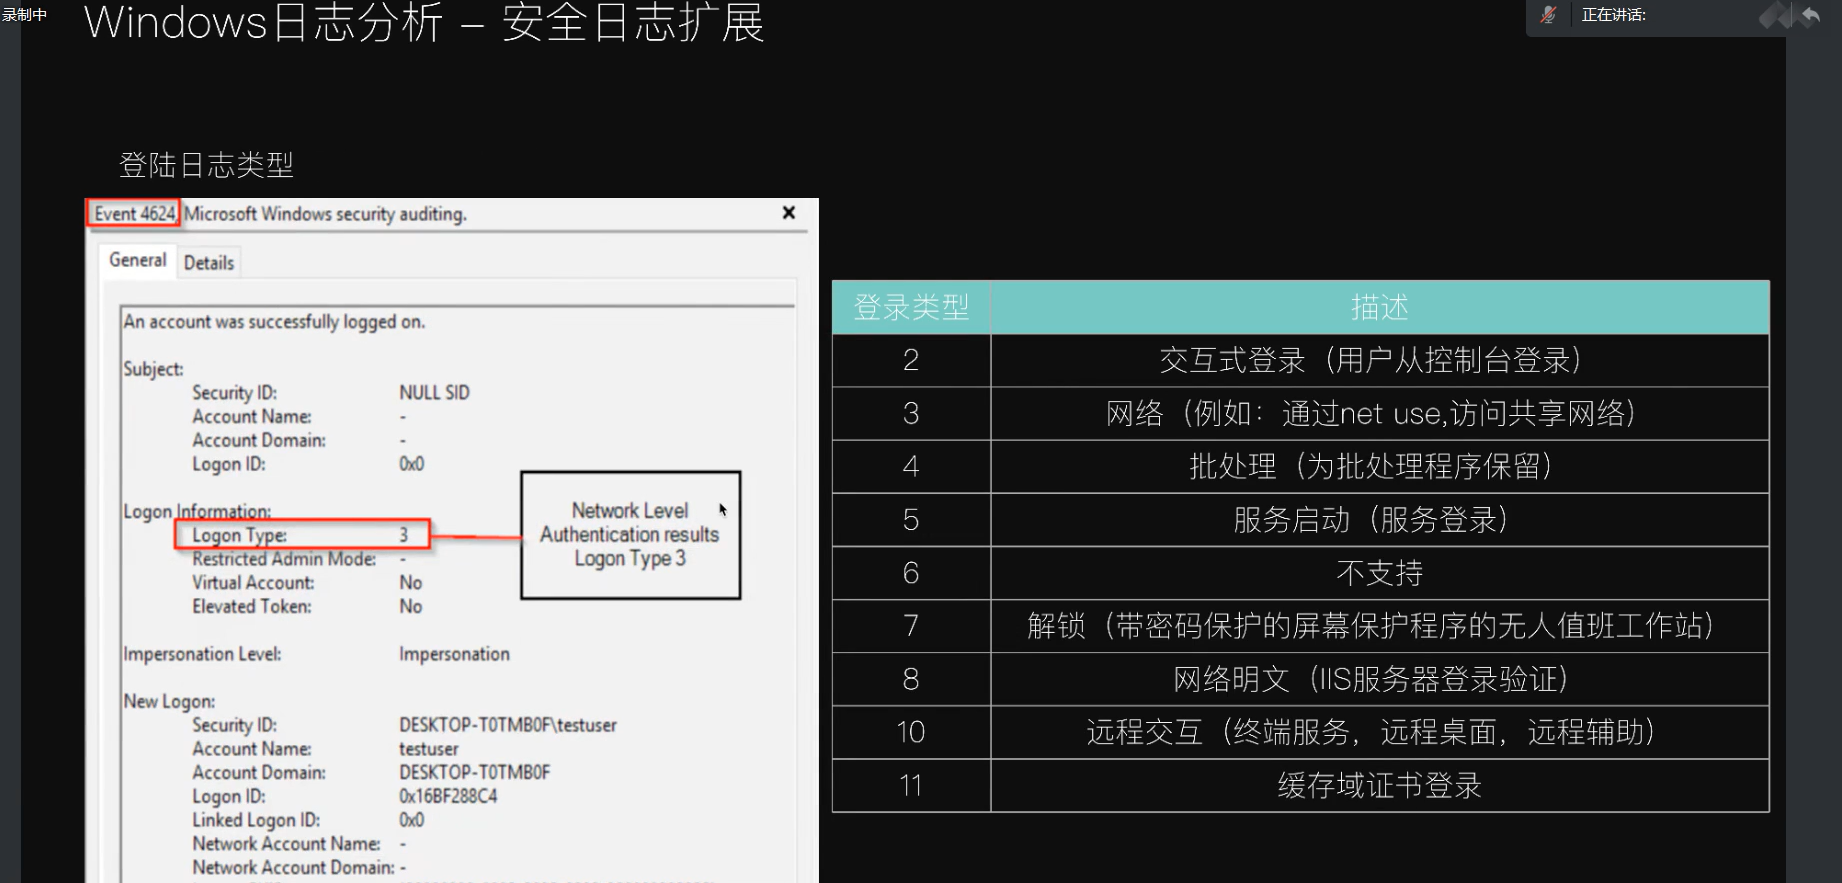 录制中
Windows日志分析 – 安全日志扩展
正在讲话:
登陆日志类型
Event 4624, Microsoft Windows security auditing.
General
Details
An account was successfully logged on.
Subject:
Security ID: NULL SID
Account Name: -
Account Domain: -
Logon ID: 0x0
Logon Information:
Logon Type: 3
Restricted Admin Mode: -
Virtual Account: No
Elevated Token: No
Network Level
Authentication results
Logon Type 3
Impersonation Level: Impersonation
New Logon:
Security ID: DESKTOP-T0TMB0F\testuser
Account Name: testuser
Account Domain: DESKTOP-T0TMB0F
Logon ID: 0x16BF288C4
Linked Logon ID: 0x0
Network Account Name: -
Network Account Domain: -
登录类型 描述
2 交互式登录（用户从控制台登录）
3 网络（例如：通过net use,访问共享网络）
4 批处理（为批处理程序保留）
5 服务启动（服务登录）
6 不支持
7 解锁（带密码保护的屏幕保护程序的无人值班工作站）
8 网络明文（IIS服务器登录验证）
10 远程交互（终端服务，远程桌面，远程辅助）
11 缓存域证书登录